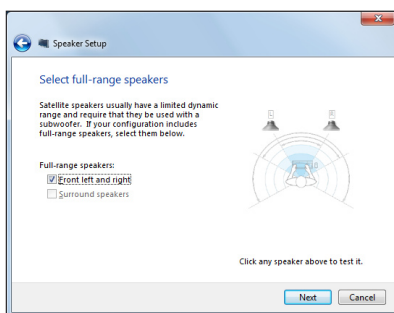 Speaker Setup
Select full-range speakers
Satellite speakers usually have a limited dynamic
range and require that they be used with a
subwoofer. If your configuration includes
full-range speakers, select them below.
Full-range speakers:
Front left and right
Surround speakers
Click any speaker above to test it.
Next Cancel